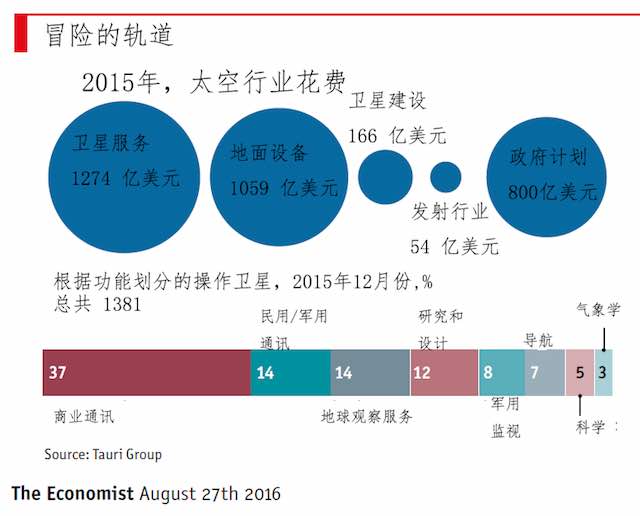 冒险的轨道
2015年，太空行业花费
卫星服务
1274 亿美元
地面设备
1059 亿美元
卫星建设
166 亿美元
发射行业
54 亿美元
政府计划
800亿美元
根据功能划分的操作卫星，2015年12月份,%
总共 1381
民用/军用
通讯
研究和
设计
导航
气象学
37
14
14
12
8
7
5
3
商业通讯
地球观察服务
军用
监视
科学：
Source: Tauri Group
The Economist August 27th 2016